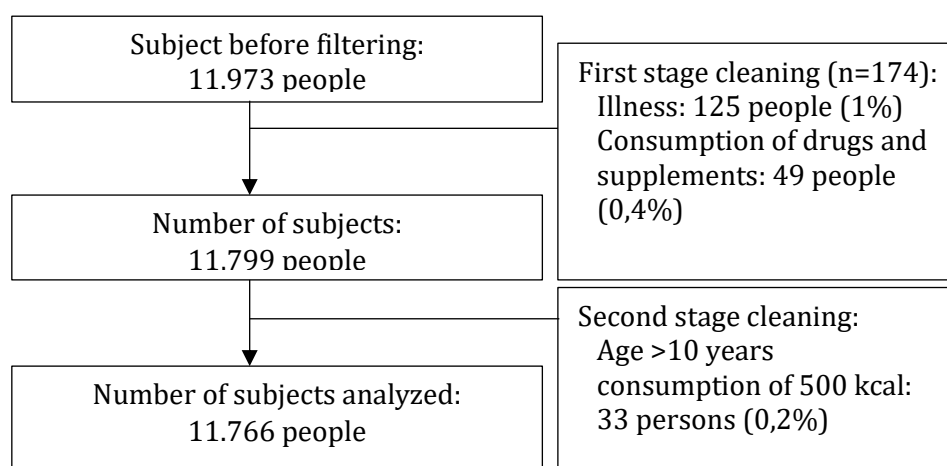 Subject before filtering:
11.973 people
First stage cleaning (n=174):
Illness: 125 people (1%)
Consumption of drugs and
supplements: 49 people
(0,4%)
Number of subjects:
11.799 people
Second stage cleaning:
Age >10 years
consumption of 500 kcal:
33 persons (0,2%)
Number of subjects analyzed:
11.766 people